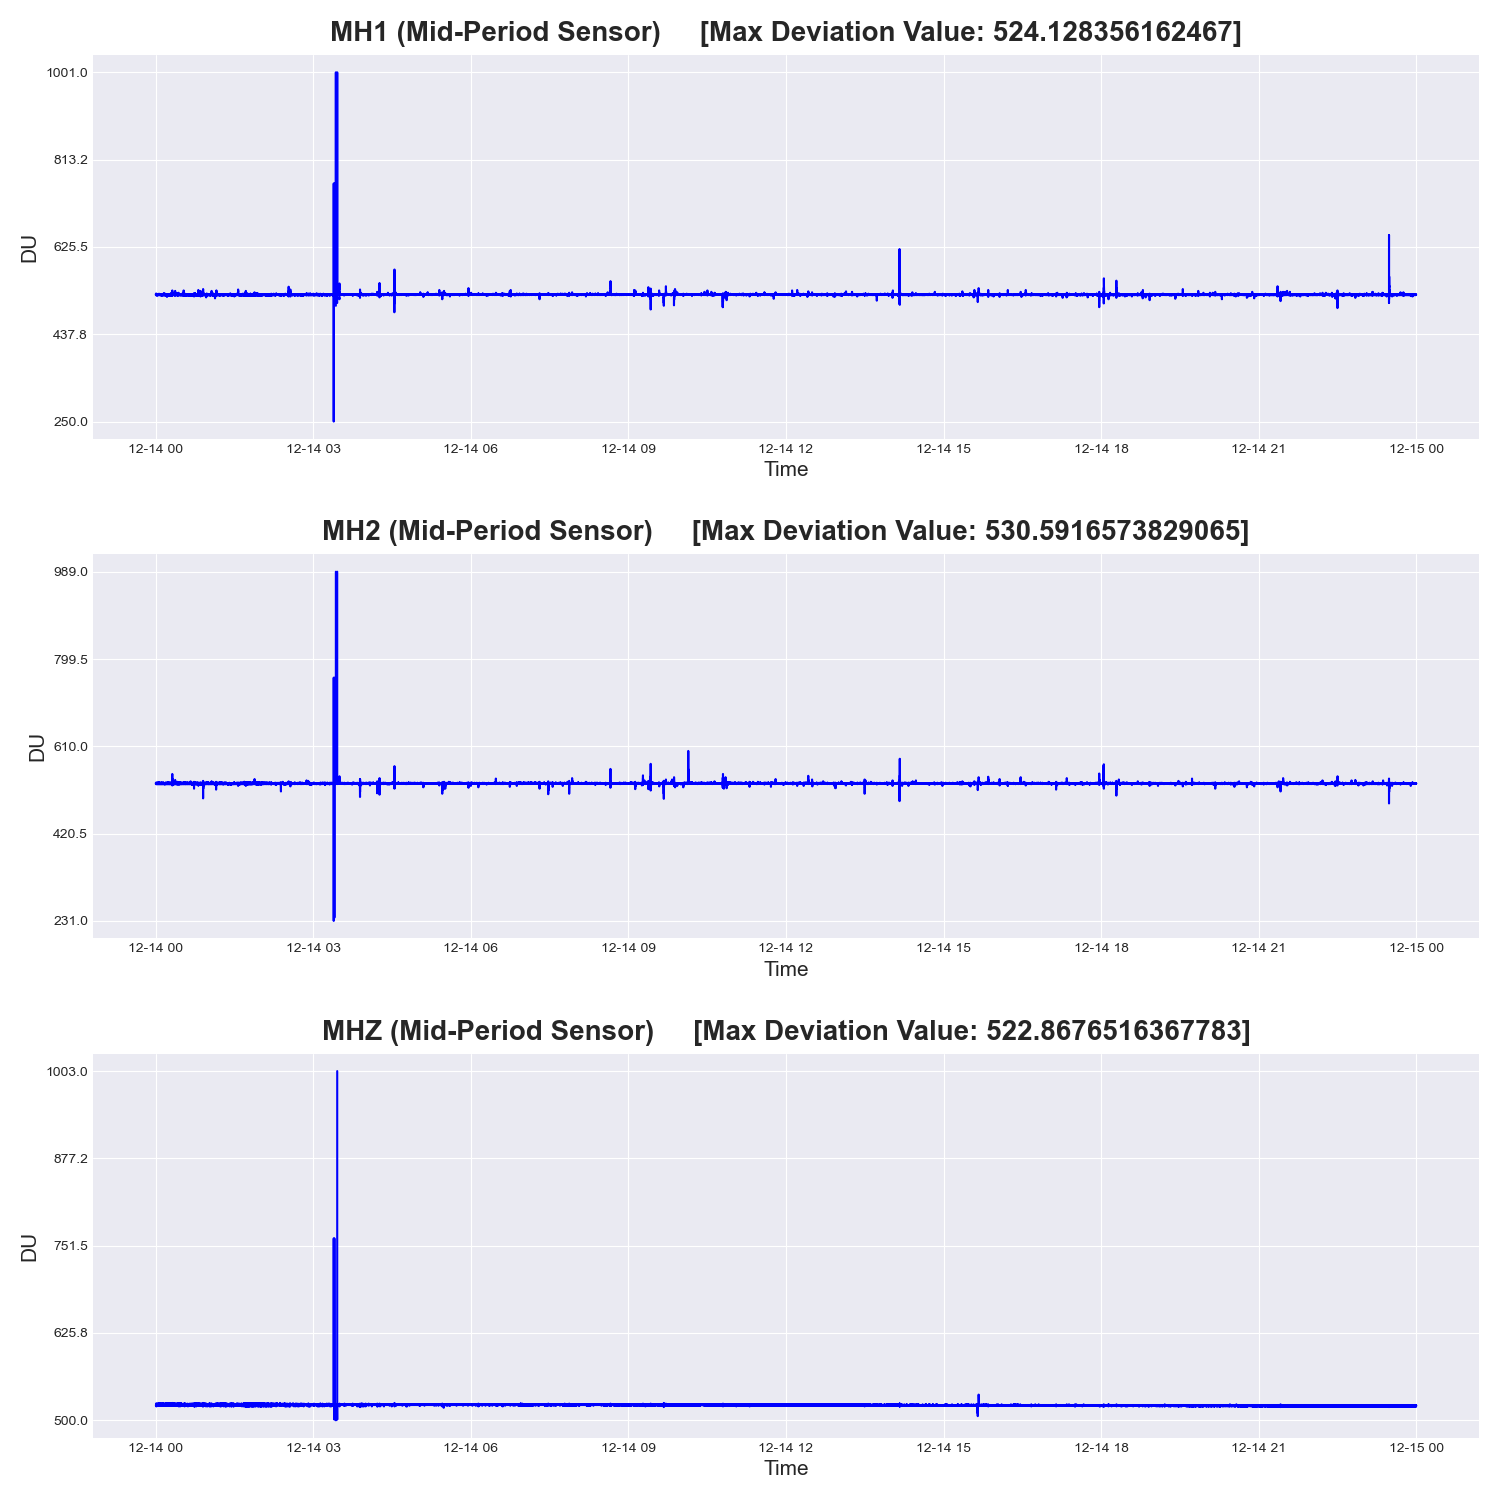 MH1 (Mid-Period Sensor) [Max Deviation Value: 524.128356162467]
1001.0
813.2
625.5
437.8
250.0
DU
12-14 00 12-14 03 12-14 06 12-14 09 12-14 12 12-14 15 12-14 18 12-14 21 12-15 00
Time
MH2 (Mid-Period Sensor) [Max Deviation Value: 530.5916573829065]
989.0
799.5
610.0
420.5
231.0
DU
12-14 00 12-14 03 12-14 06 12-14 09 12-14 12 12-14 15 12-14 18 12-14 21 12-15 00
Time
MHZ (Mid-Period Sensor) [Max Deviation Value: 522.8676516367783]
1003.0
877.2
751.5
625.8
500.0
DU
12-14 00 12-14 03 12-14 06 12-14 09 12-14 12 12-14 15 12-14 18 12-14 21 12-15 00
Time